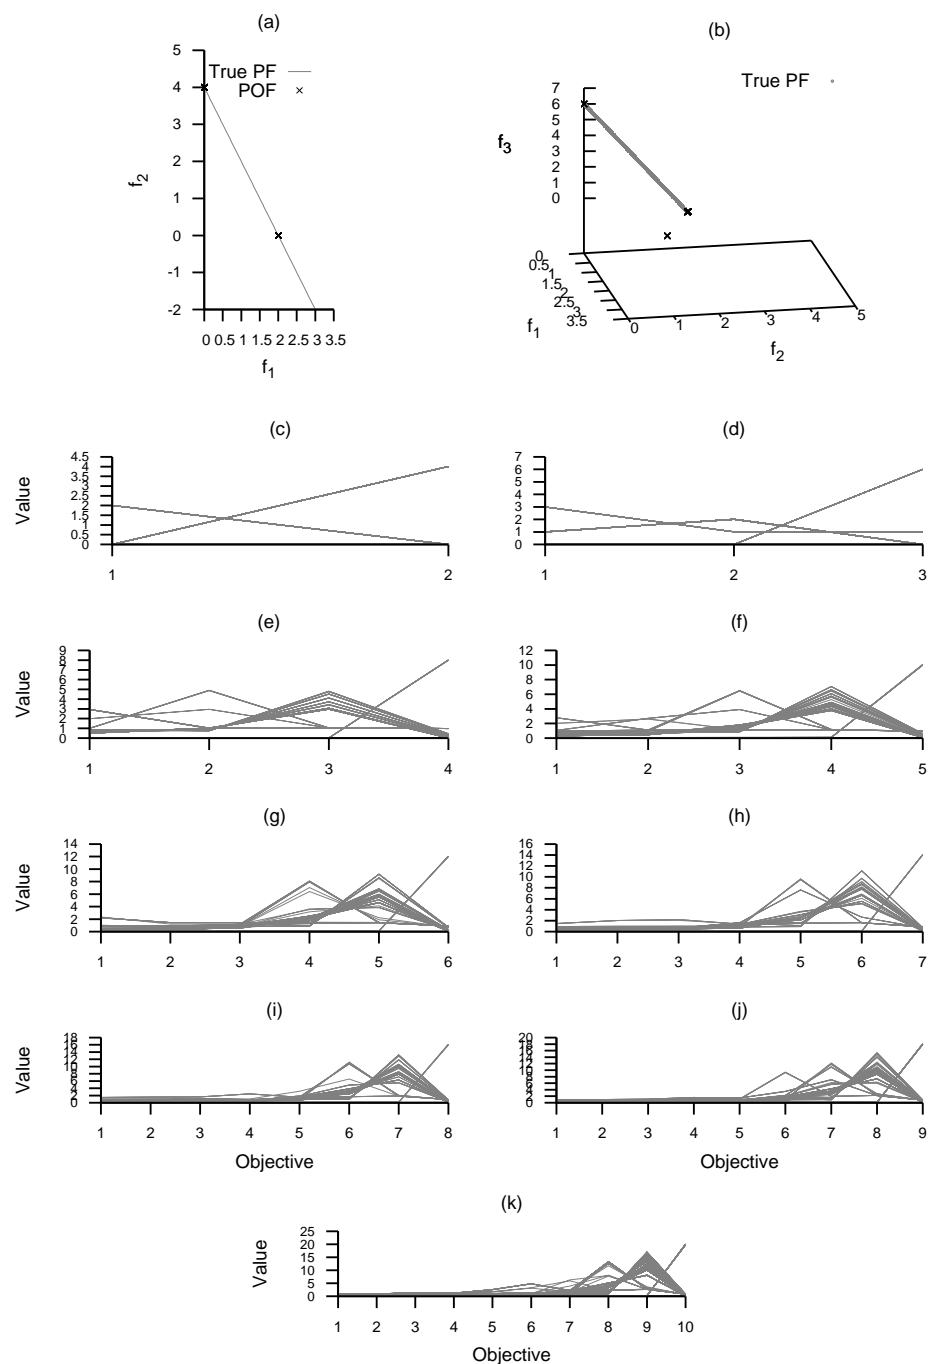 (a)
5
4
3
2
1
0
-1
-2
f2
True PF
POF
0 0.5 1 1.5 2 2.5 3 3.5
f1
(b)
True PF
7
6
5
4
3
2
1
0
f3
0
0.5
1
1.5
2
2.5
3
3.5
f1
0 1 2 3 4 5
f2
(c)
4.5
4
3.5
3
2.5
2
1.5
1
0.5
0
Value
1 2
(d)
7
6
5
4
3
2
1
0
1 2 3
(e)
9
8
7
6
5
4
3
2
1
0
Value
1 2 3 4
(f)
12
10
8
6
4
2
0
1 2 3 4 5
(g)
14
12
10
8
6
4
2
0
Value
1 2 3 4 5 6
(h)
16
14
12
10
8
6
4
2
0
1 2 3 4 5 6 7
(i)
18
16
14
12
10
8
6
4
2
0
Value
1 2 3 4 5 6 7 8
Objective
(j)
20
18
16
14
12
10
8
6
4
2
0
1 2 3 4 5 6 7 8 9
Objective
(k)
25
20
15
10
5
0
Value
1 2 3 4 5 6 7 8 9 10
Objective